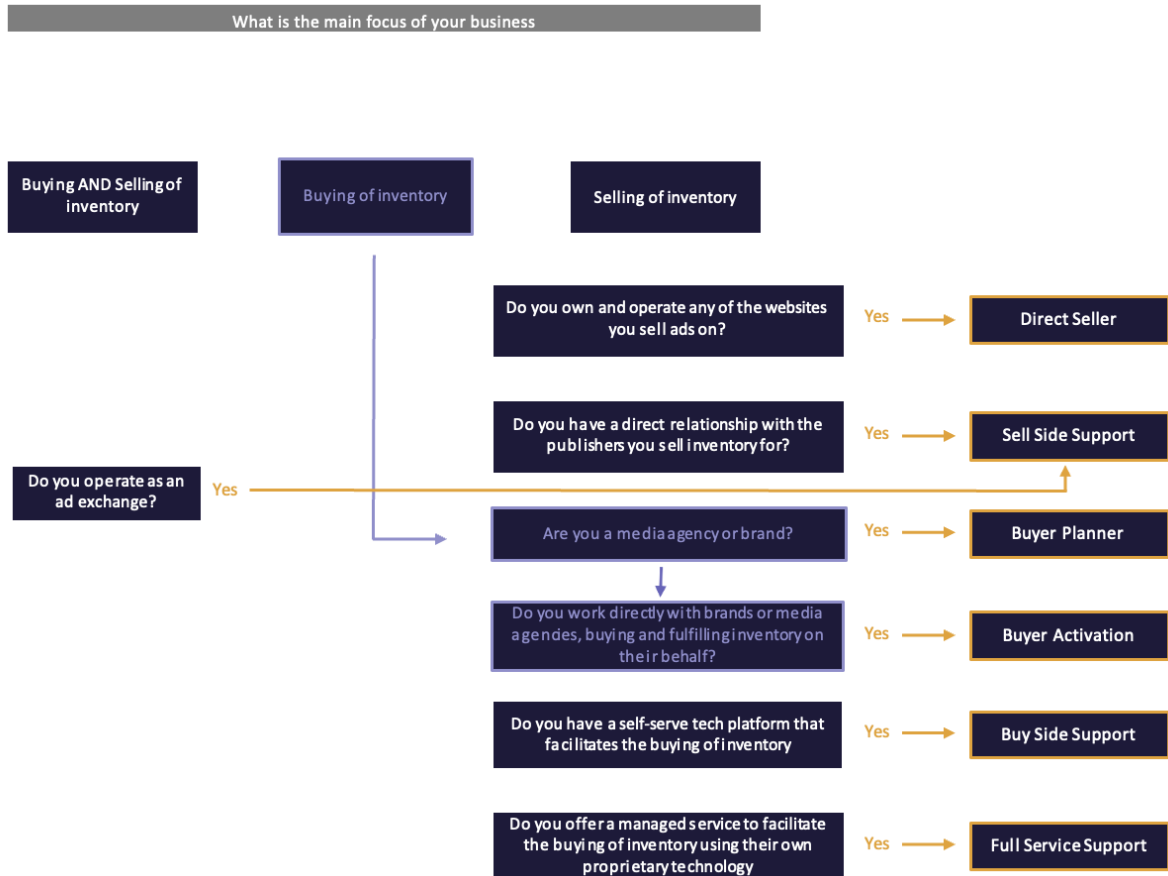 What is the main focus of your business
Buying AND Selling of
inventory
Buying of inventory
Selling of inventory
Do you own and operate any of the websites
you sell ads on?
Yes
Direct Seller
Do you have a direct relationship with the
publishers you sell inventory for?
Yes
Sell Side Support
Do you operate as an
ad exchange?
Yes
Are you a media agency or brand?
Yes
Buyer Planner
Do you work directly with brands or media
agencies, buying and fulfilling inventory on
their behalf?
Yes
Buyer Activation
Do you have a self-serve tech platform that
facilitates the buying of inventory
Yes
Buy Side Support
Do you offer a managed service to facilitate
the buying of inventory using their own
proprietary technology
Yes
Full Service Support